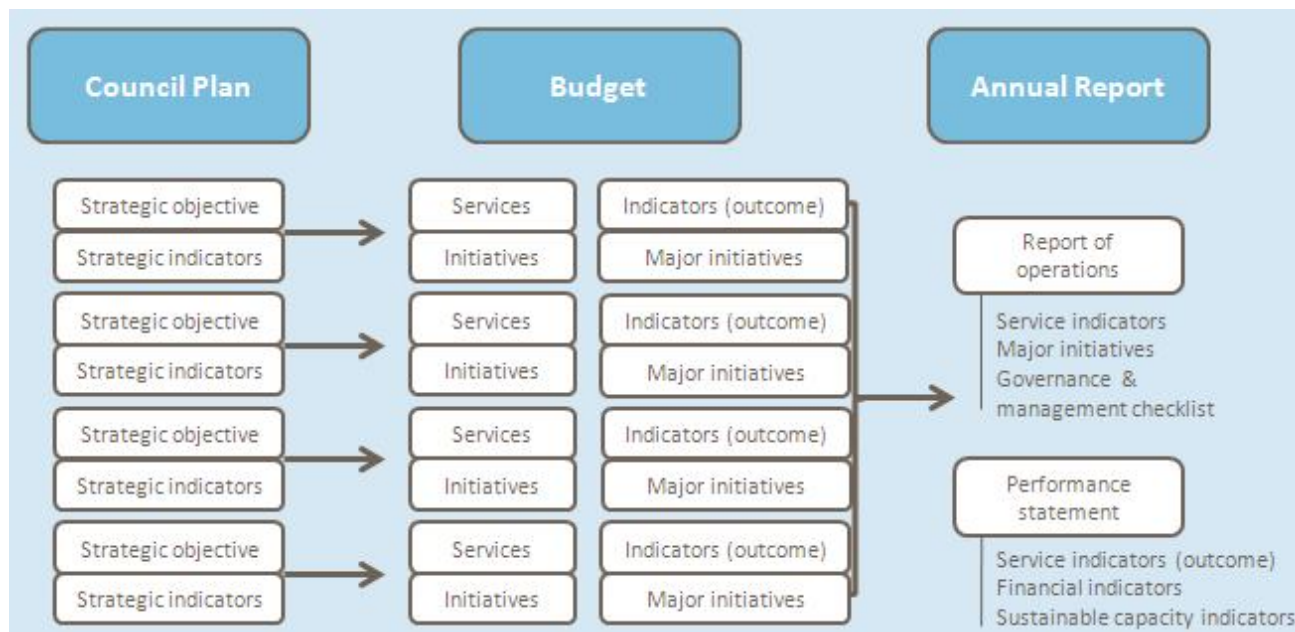 Council Plan
Budget
Annual Report
Strategic objective
Strategic indicators
Services
Initiatives
Indicators (outcome)
Major initiatives
Strategic objective
Strategic indicators
Services
Initiatives
Indicators (outcome)
Major initiatives
Strategic objective
Strategic indicators
Services
Initiatives
Indicators (outcome)
Major initiatives
Strategic objective
Strategic indicators
Services
Initiatives
Indicators (outcome)
Major initiatives
Report of
operations
Service indicators
Major initiatives
Governance &
management checklist
Performance
statement
Service indicators (outcome)
Financial indicators
Sustainable capacity indicators